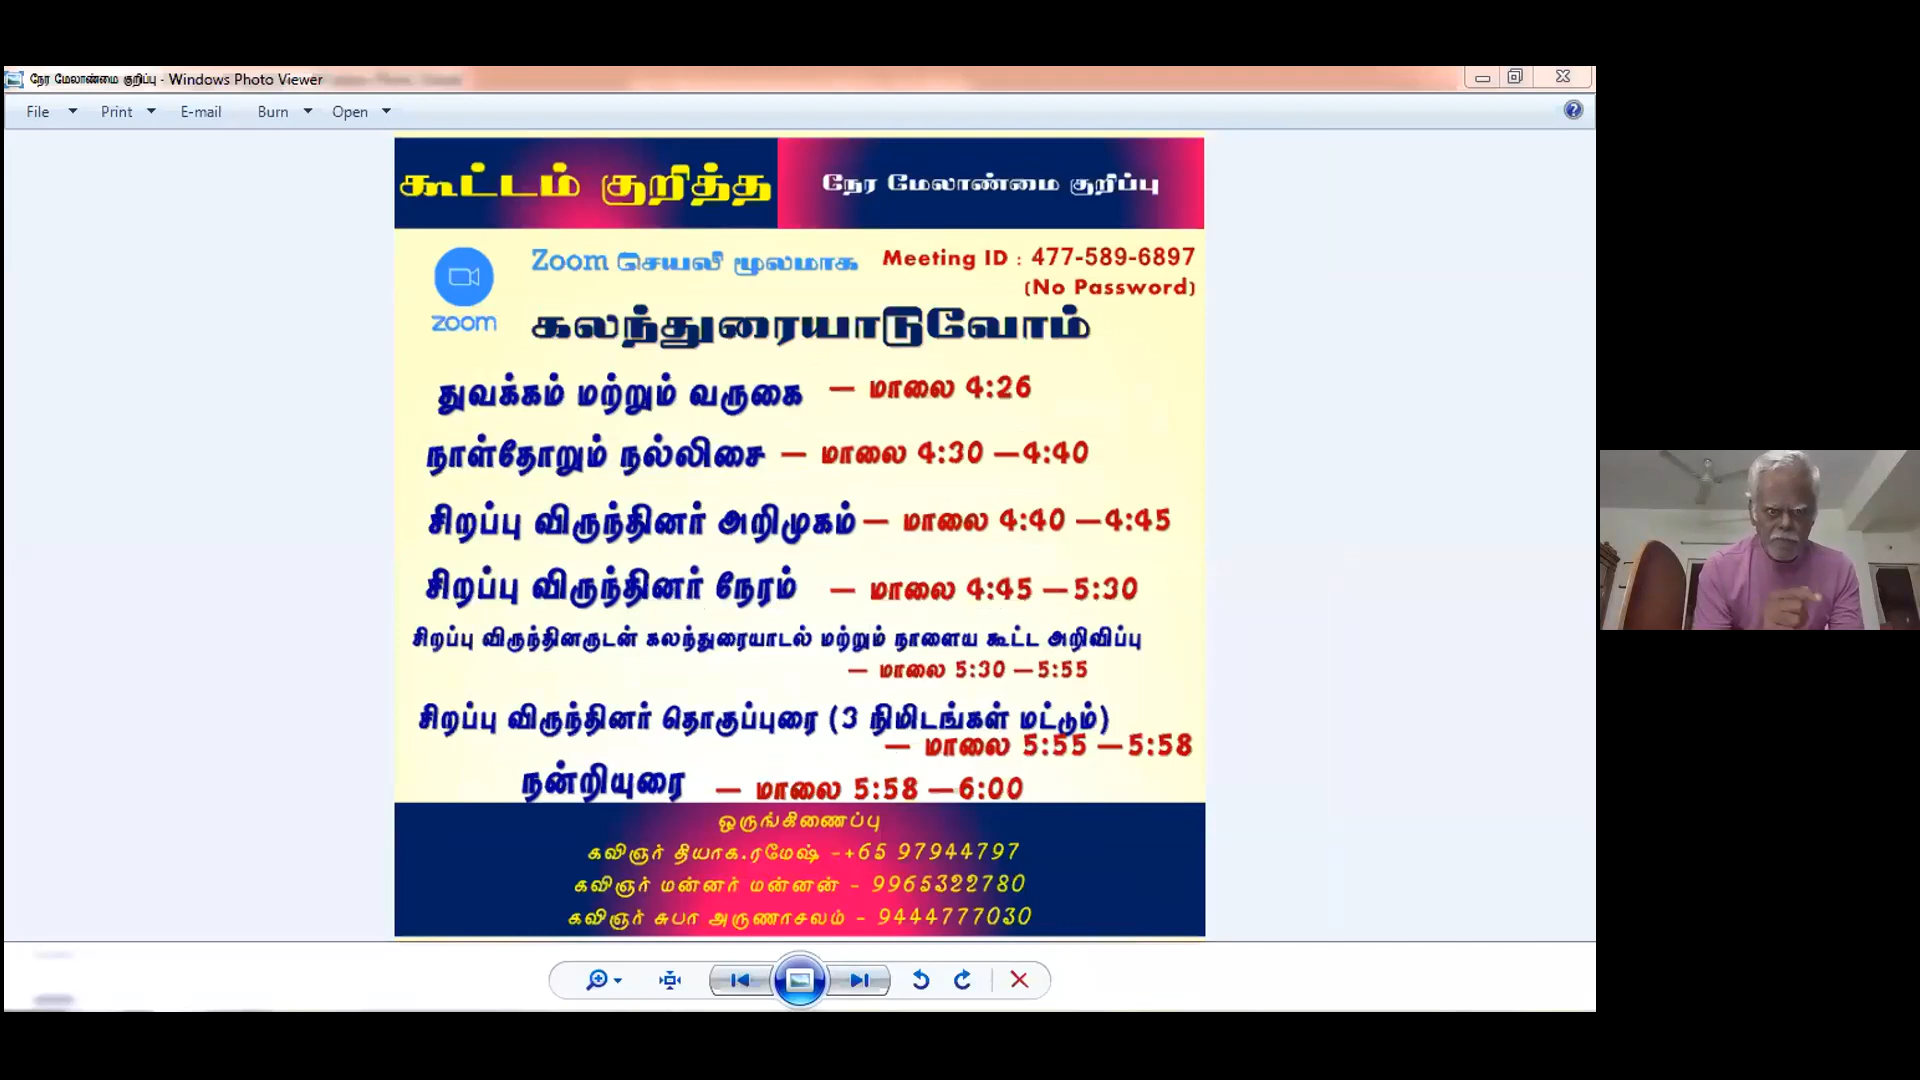 நேர மேலாண்மை குறிப்பு - Windows Photo Viewer
File Print E-mail Burn Open
கூட்டம் குறித்த நேர மேலாண்மை குறிப்பு
zoom
Zoom செயலி மூலமாக Meeting ID : 477-589-6897
(No Password)
கலந்துரையாடுவோம்
துவக்கம் மற்றும் வருகை — மாலை 4:26
நாள்தோறும் நல்லிசை — மாலை 4:30 —4:40
சிறப்பு விருந்தினர் அறிமுகம் — மாலை 4:40 —4:45
சிறப்பு விருந்தினர் நேரம் — மாலை 4:45 —5:30
சிறப்பு விருந்தினருடன் கலந்துரையாடல் மற்றும் நாளைய கூட்ட அறிவிப்பு
— மாலை 5:30 —5:55
சிறப்பு விருந்தினர் தொகுப்புரை (3 நிமிடங்கள் மட்டும்)
— மாலை 5:55 —5:58
நன்றியுரை — மாலை 5:58 —6:00
ஒருங்கிணைப்பு
கவிஞர் தியாக.ரமேஷ் -+65 97944797
கவிஞர் மன்னர் மன்னன் - 9965322780
கவிஞர் சுபா அருணாசலம் - 9444777030